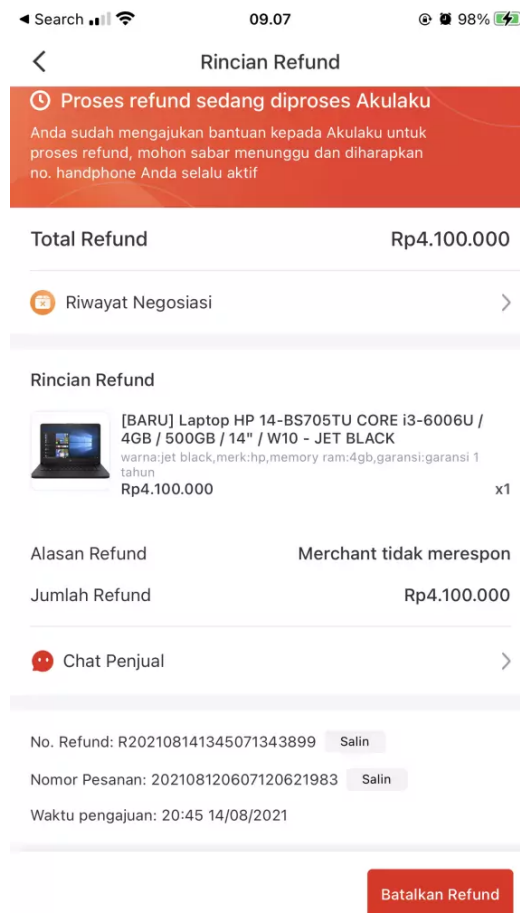 ◀ Search
09.07
98%
Rincian Refund
Proses refund sedang diproses Akulaku
Anda sudah mengajukan bantuan kepada Akulaku untuk
proses refund, mohon sabar menunggu dan diharapkan
no. handphone Anda selalu aktif
Total Refund Rp4.100.000
Riwayat Negosiasi
Rincian Refund
[BARU] Laptop HP 14-BS705TU CORE i3-6006U /
4GB / 500GB / 14" / W10 - JET BLACK
warna:jet black,merk:hp,memory ram:4gb,garansi:garansi 1
tahun
Rp4.100.000 x1
Alasan Refund Merchant tidak merespon
Jumlah Refund Rp4.100.000
Chat Penjual
No. Refund: R202108141345071343899 Salin
Nomor Pesanan: 202108120607120621983 Salin
Waktu pengajuan: 20:45 14/08/2021
Batalkan Refund